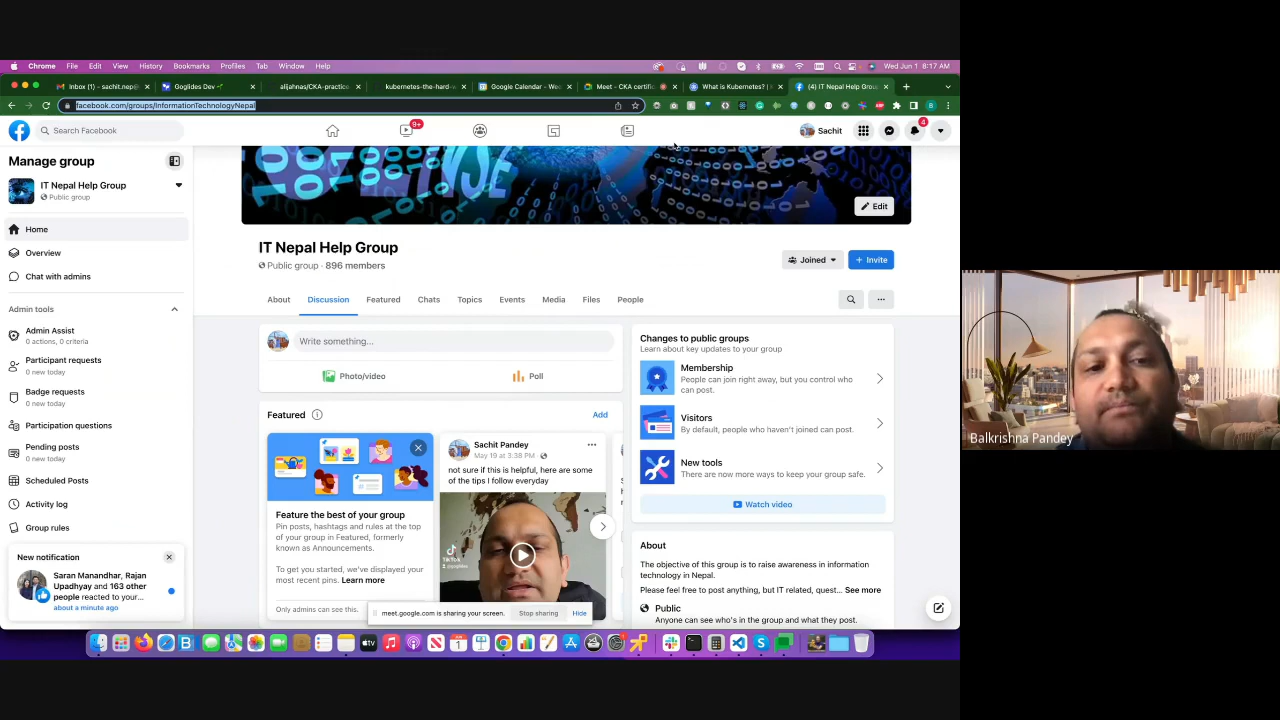 Chrome File Edit View History Bookmarks Profiles Tab Window Help
Wed Jun 1 8:17 AM
Inbox (1) - sachit.nep@
Goglides Dev
alijahnas/CKA-practice
kubernetes-the-hard-w
Google Calendar - Wee
Meet - CKA certific
What is Kubernetes? |
(4) IT Nepal Help Group
facebook.com/groups/InformationTechnologyNepal
Search Facebook
9+
Sachit
4
Manage group
IT Nepal Help Group
Public group
Home
Overview
Chat with admins
Admin tools
Admin Assist
0 actions, 0 criteria
Participant requests
0 new today
Badge requests
0 new today
Participation questions
Pending posts
0 new today
Scheduled Posts
Activity log
Group rules
New notification
Saran Manandhar, Rajan
Upadhyay and 163 other
people reacted to your...
about a minute ago
Edit
IT Nepal Help Group
Public group · 896 members
Joined
+ Invite
About Discussion Featured Chats Topics Events Media Files People
Write something...
Photo/video
Poll
Featured
Add
Feature the best of your group
Pin posts, hashtags and rules at the top
of your group in Featured, formerly
known as Announcements.
To get you started, we've displayed your
most recent pins. Learn more
Only admins can see this.
Sachit Pandey
May 19 at 3:38 PM
not sure if this is helpful, here are some
of the tips I follow everyday
TikTok
meet.google.com is sharing your screen.
Stop sharing
Hide
Changes to public groups
Learn about key updates to your group
Membership
People can join right away, but you control who
can post.
Visitors
By default, people who haven't joined can post.
New tools
There are now more ways to keep your group safe.
Watch video
About
The objective of this group is to raise awareness in information
technology in Nepal.
Please feel free to post anything, but IT related, quest... See more
Public
Anyone can see who's in the group and what they post.
Balkrishna Pandey